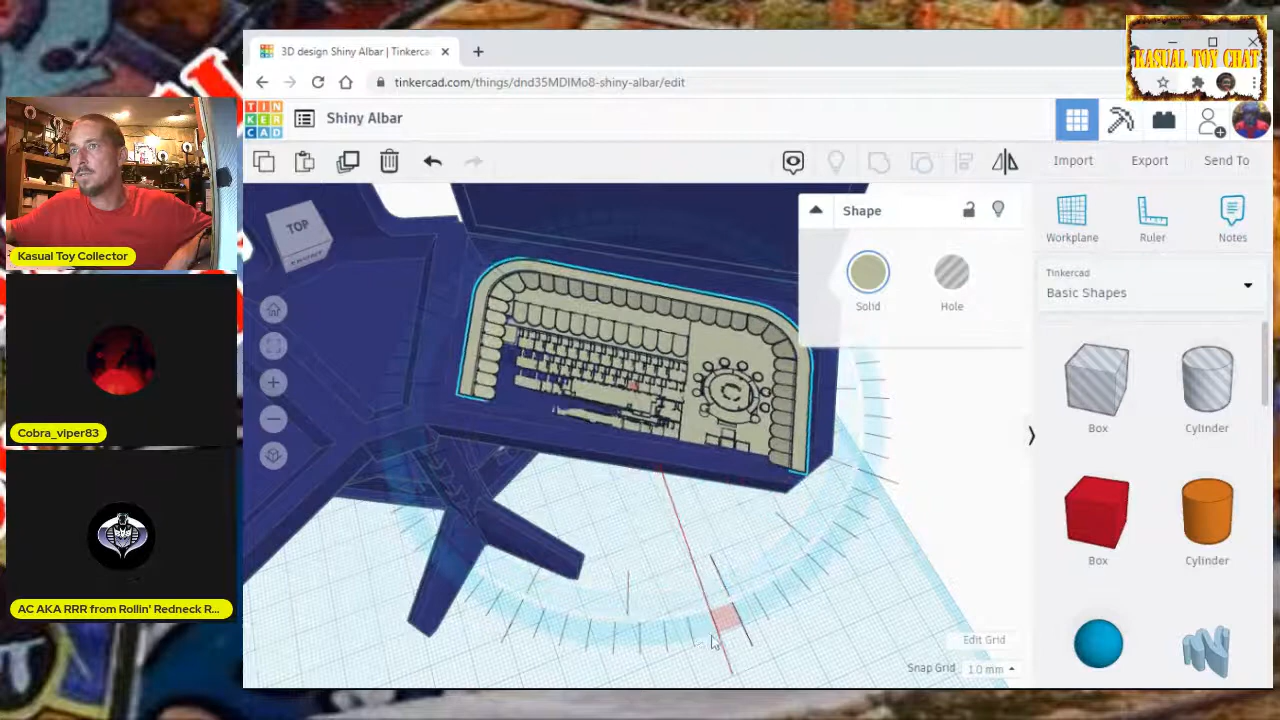 3D design Shiny Albar | Tinkerca
tinkercad.com/things/dnd35MDIMo8-shiny-albar/edit
KASUAL TOY CHAT
TIN
KER
CAD
Shiny Albar
Import
Export
Send To
TOP
Shape
Solid
Hole
Workplane
Ruler
Notes
Tinkercad
Basic Shapes
Box
Cylinder
Box
Cylinder
Edit Grid
Snap Grid
1.0 mm
Kasual Toy Collector
Cobra_viper83
AC AKA RRR from Rollin' Redneck R...